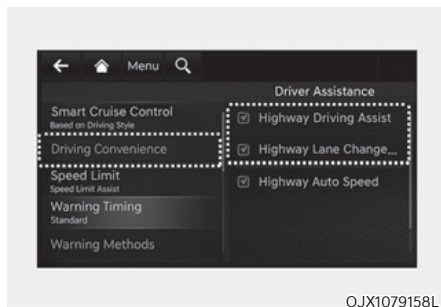 Menu
Driver Assistance
Smart Cruise Control
Based on Driving Style
Driving Convenience
Speed Limit
Speed Limit Assist
Warning Timing
Standard
Warning Methods
Highway Driving Assist
Highway Lane Change...
Highway Auto Speed
OJX1079158L